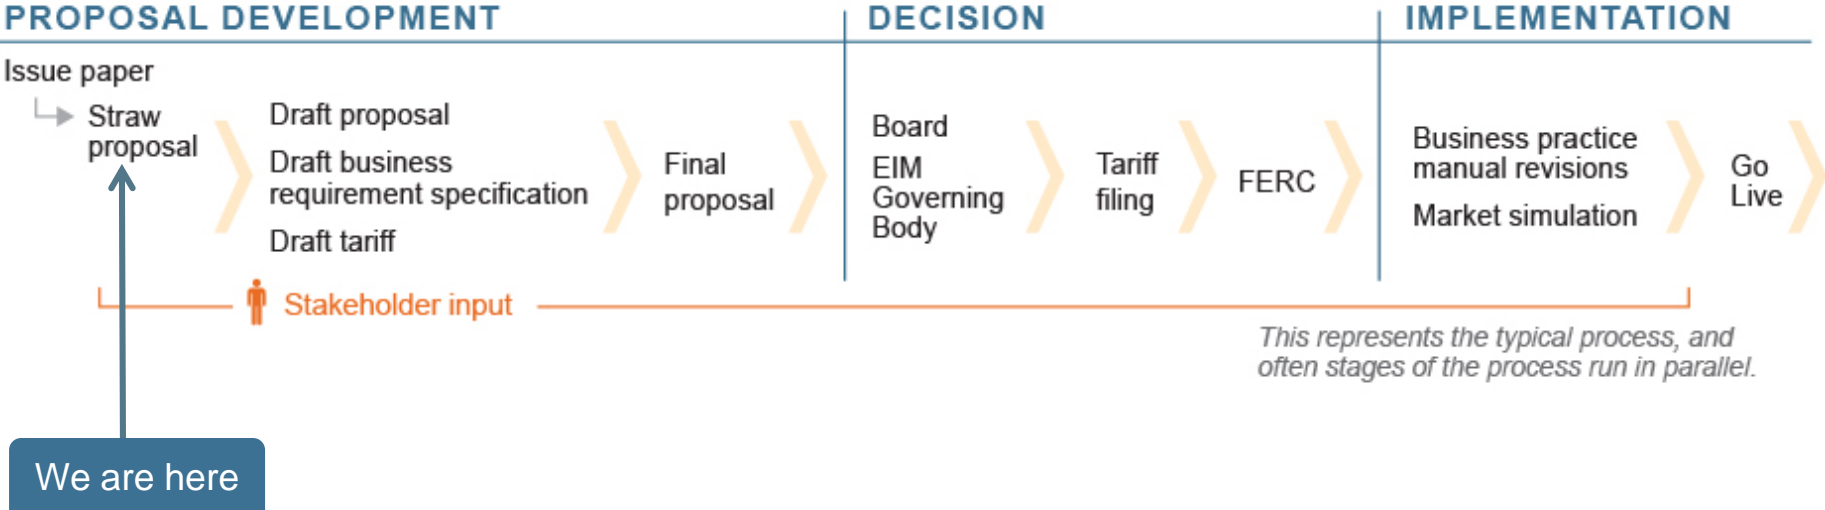 PROPOSAL DEVELOPMENT
DECISION
IMPLEMENTATION
Issue paper
Straw
proposal
Draft proposal
Draft business
requirement specification
Draft tariff
Final
proposal
Board
EIM
Governing
Body
Tariff
filing
FERC
Business practice
manual revisions
Market simulation
Go
Live
Stakeholder input
This represents the typical process, and
often stages of the process run in parallel.
We are here